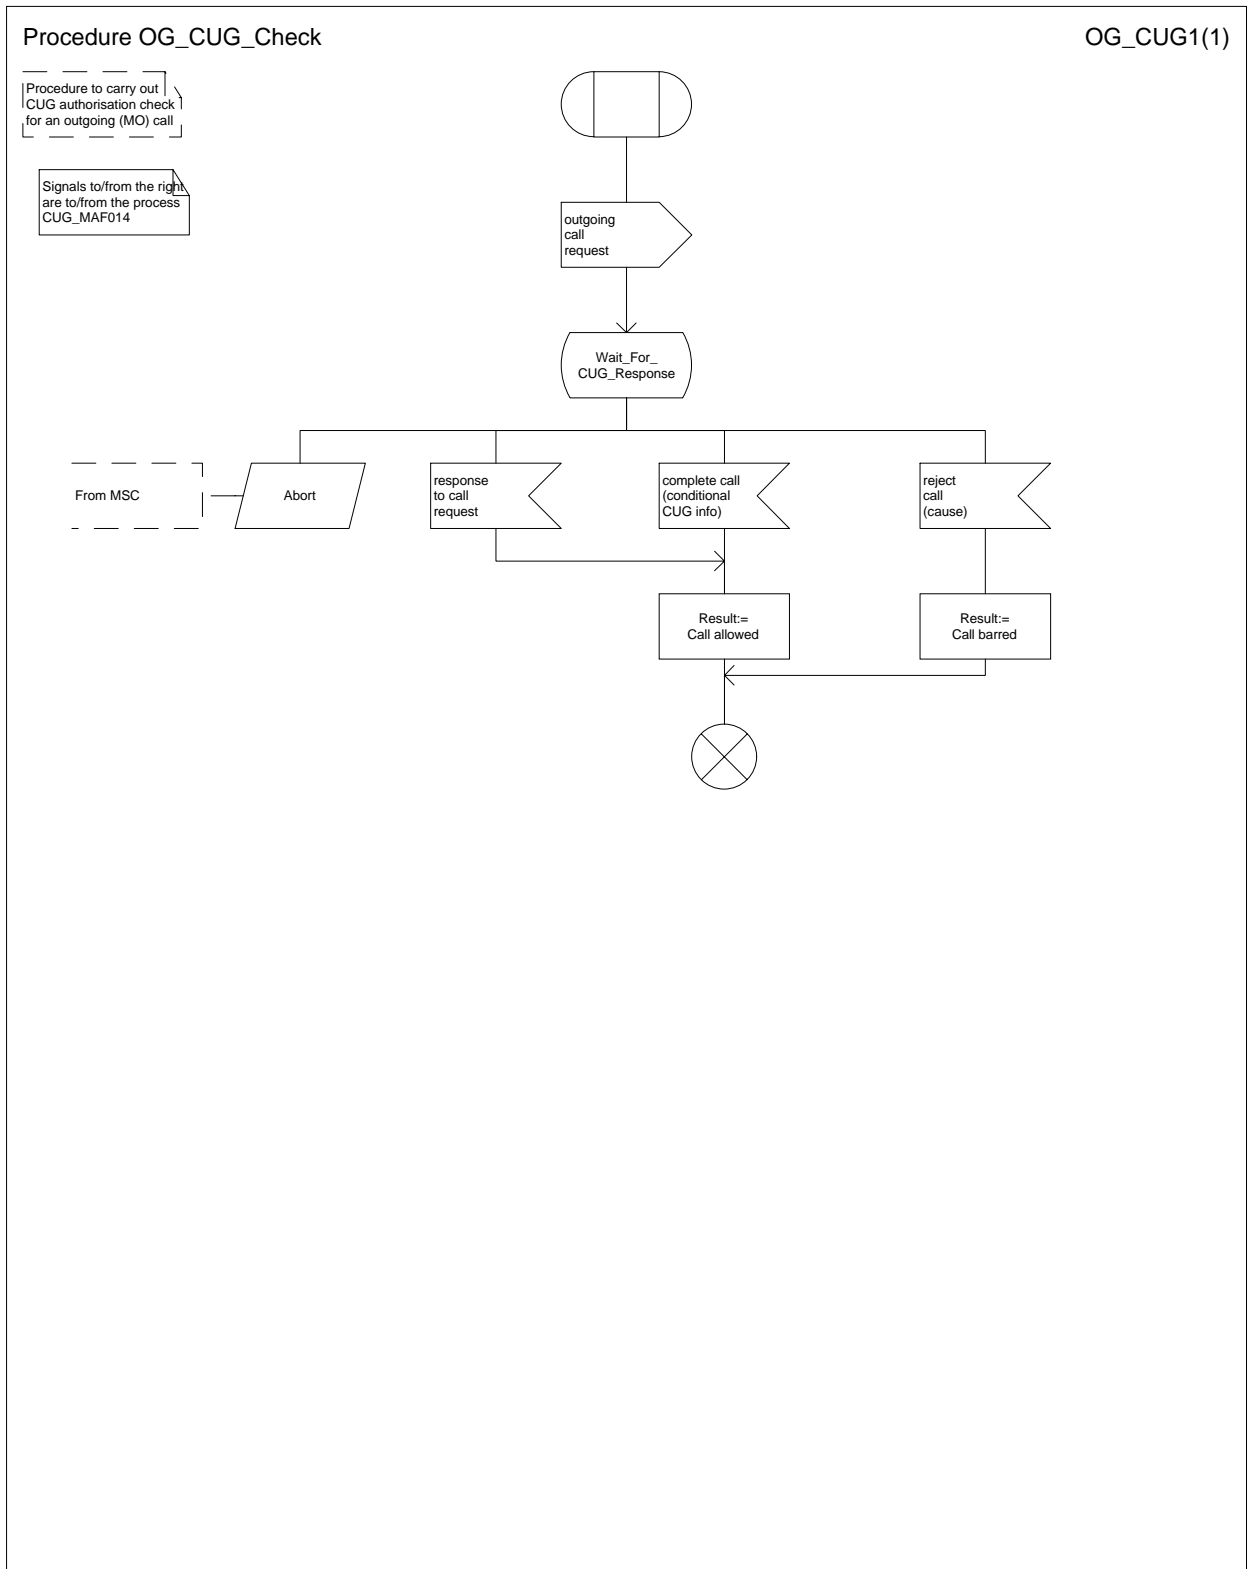 Procedure OG_CUG_Check
OG_CUG1(1)
Procedure to carry out
CUG authorisation check
for an outgoing (MO) call
Signals to/from the right
are to/from the process
CUG_MAF014
outgoing
call
request
Wait_For_
CUG_Response
From MSC
Abort
response
to call
request
complete call
(conditional
CUG info)
reject
call
(cause)
Result:=
Call allowed
Result:=
Call barred